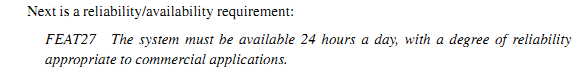 Next is a reliability/availability requirement:
FEAT27 The system must be available 24 hours a day, with a degree of reliability
appropriate to commercial applications.